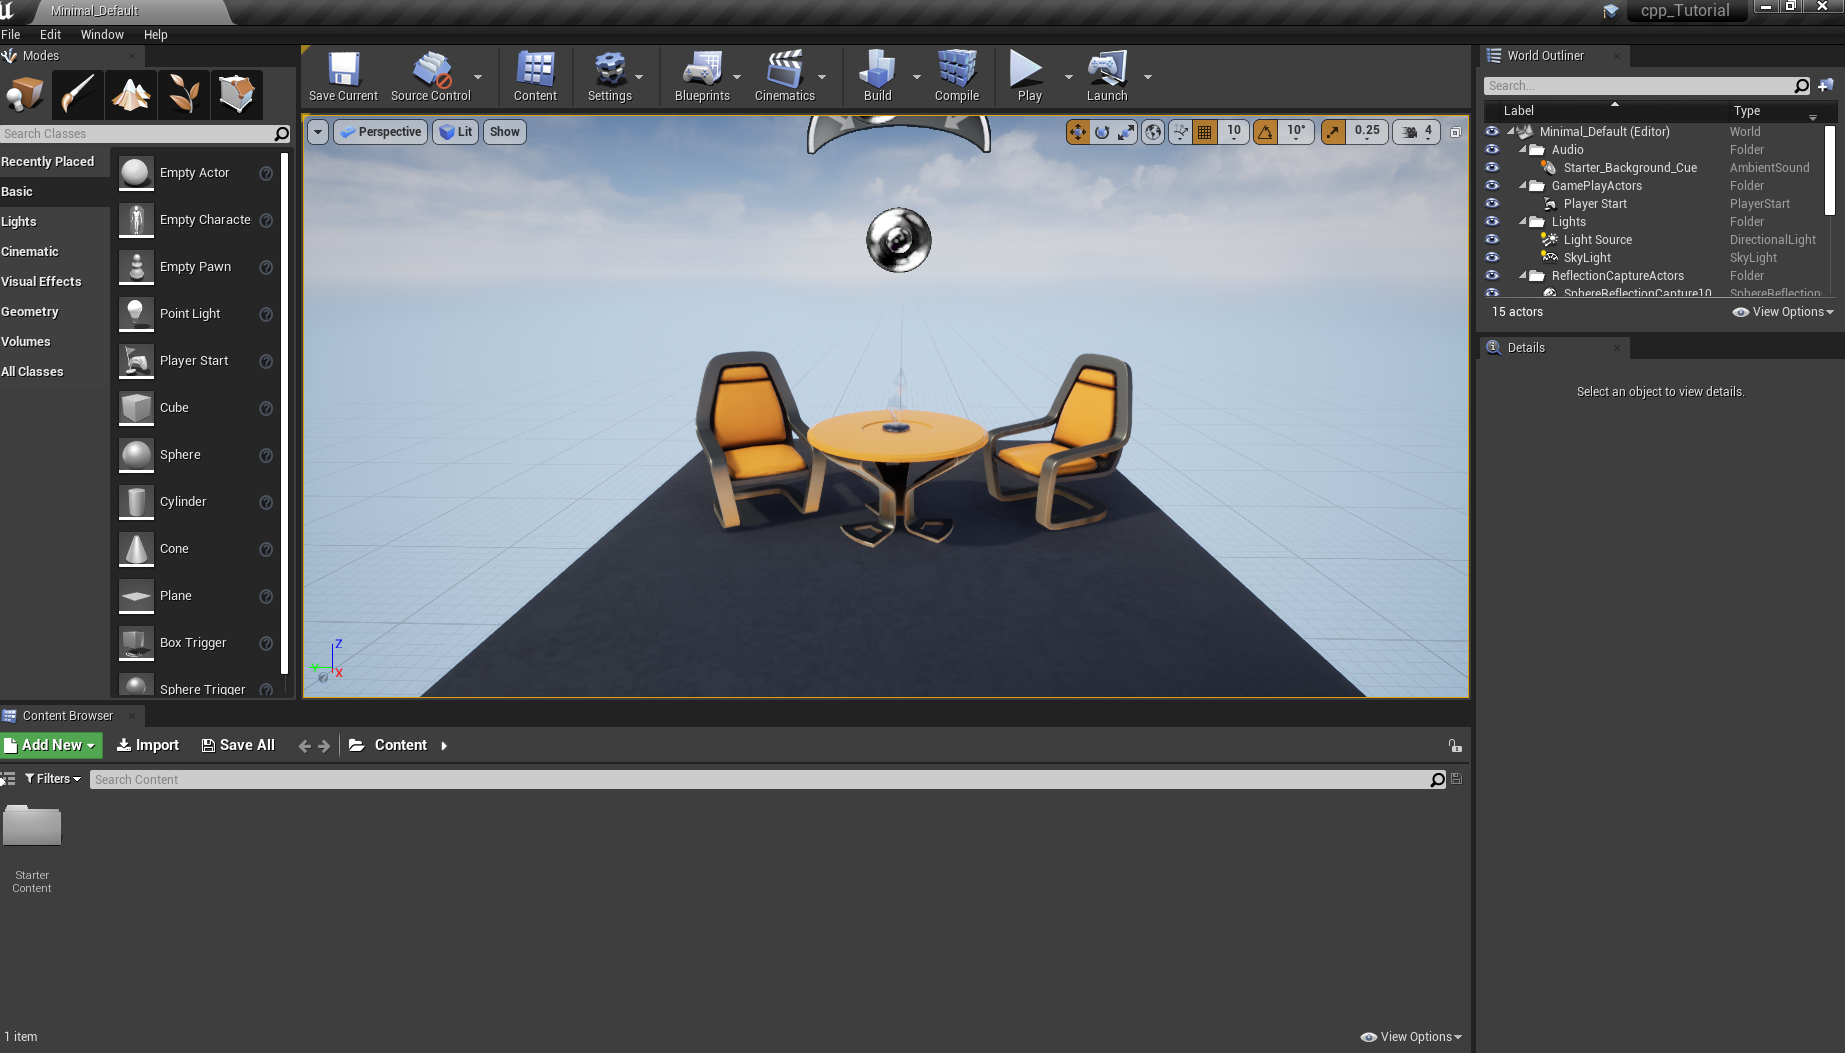 Minimal_Default
cpp_Tutorial
File Edit Window Help
Modes
Search Classes
Recently Placed
Basic
Lights
Cinematic
Visual Effects
Geometry
Volumes
All Classes
Empty Actor
Empty Characte
Empty Pawn
Point Light
Player Start
Cube
Sphere
Cylinder
Cone
Plane
Box Trigger
Sphere Trigger
Save Current
Source Control
Content
Settings
Blueprints
Cinematics
Build
Compile
Play
Launch
Perspective
Lit
Show
10
10°
0.25
4
Z
Y
X
World Outliner
Search...
Label Type
Minimal_Default (Editor) World
Audio Folder
Starter_Background_Cue AmbientSound
GamePlayActors Folder
Player Start PlayerStart
Lights Folder
Light Source DirectionalLight
SkyLight SkyLight
ReflectionCaptureActors Folder
SphereReflectionCapture10 SphereReflection
15 actors
View Options
Details
Select an object to view details.
Content Browser
Add New
Import
Save All
Content
Filters
Search Content
Starter
Content
1 item
View Options